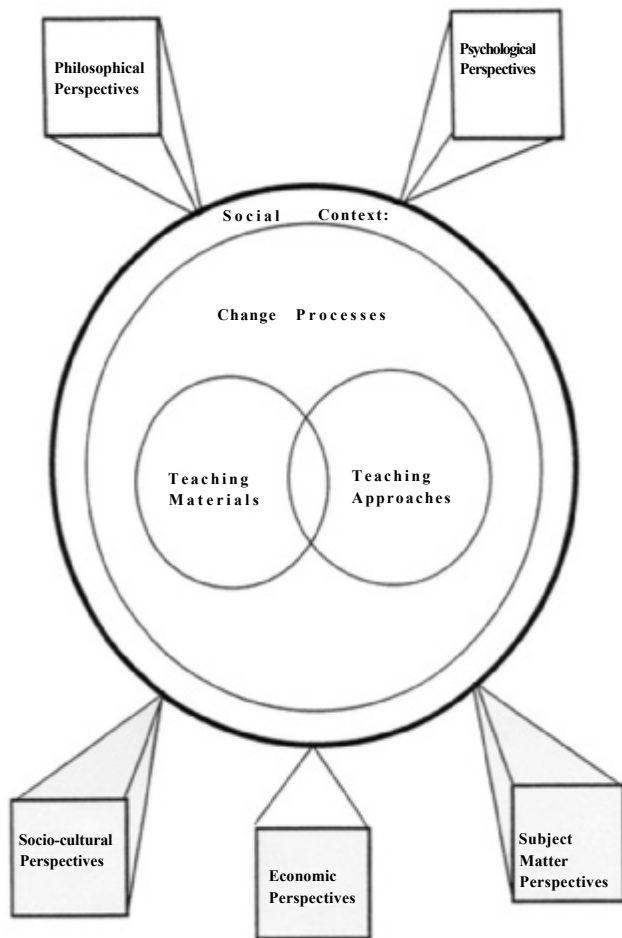 Philosophical
Perspectives
Psychological
Perspectives
Social Context:
Change Processes
Teaching
Materials
Teaching
Approaches
Socio-cultural
Perspectives
Economic
Perspectives
Subject
Matter
Perspectives